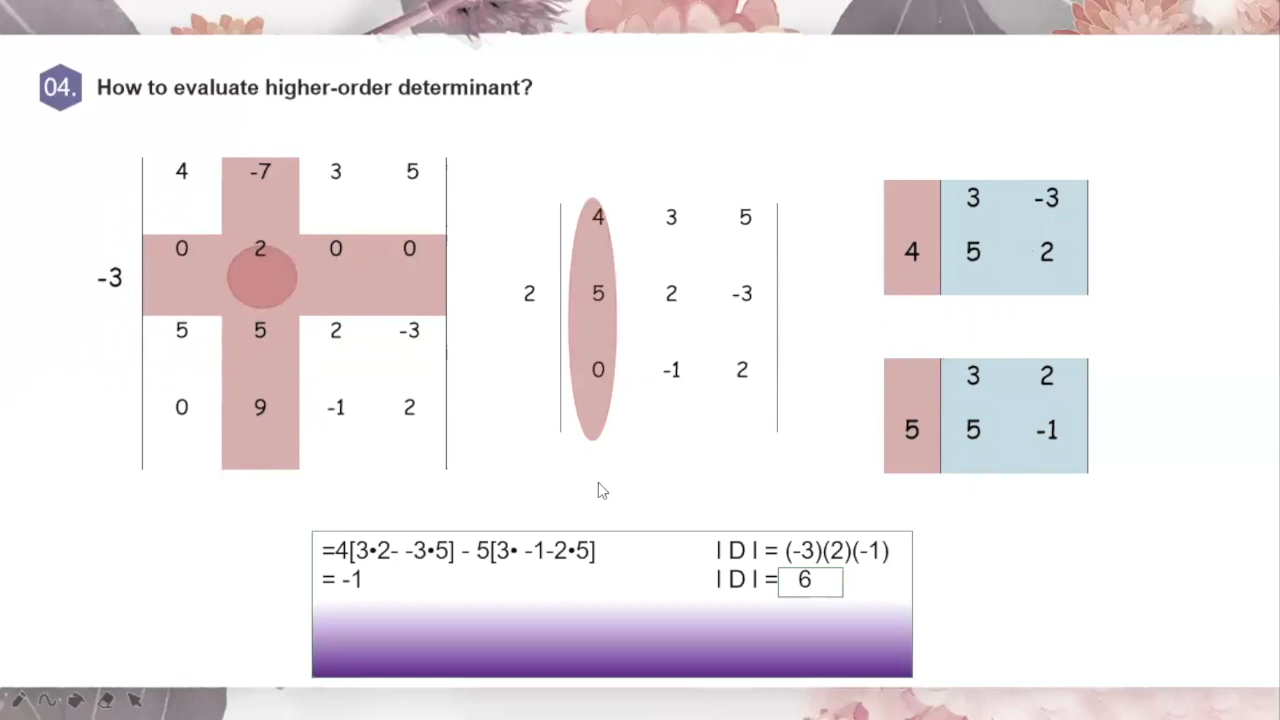 04. How to evaluate higher-order determinant?
4 -7 3 5
0 2 0 0
-3
5 5 2 -3
0 9 -1 2
4 3 5
2 5 2 -3
0 -1 2
3 -3
4 5 2
3 2
5 5 -1
=4[3•2- -3•5] - 5[3• -1-2•5]
= -1
I D I = (-3)(2)(-1)
I D I = 6